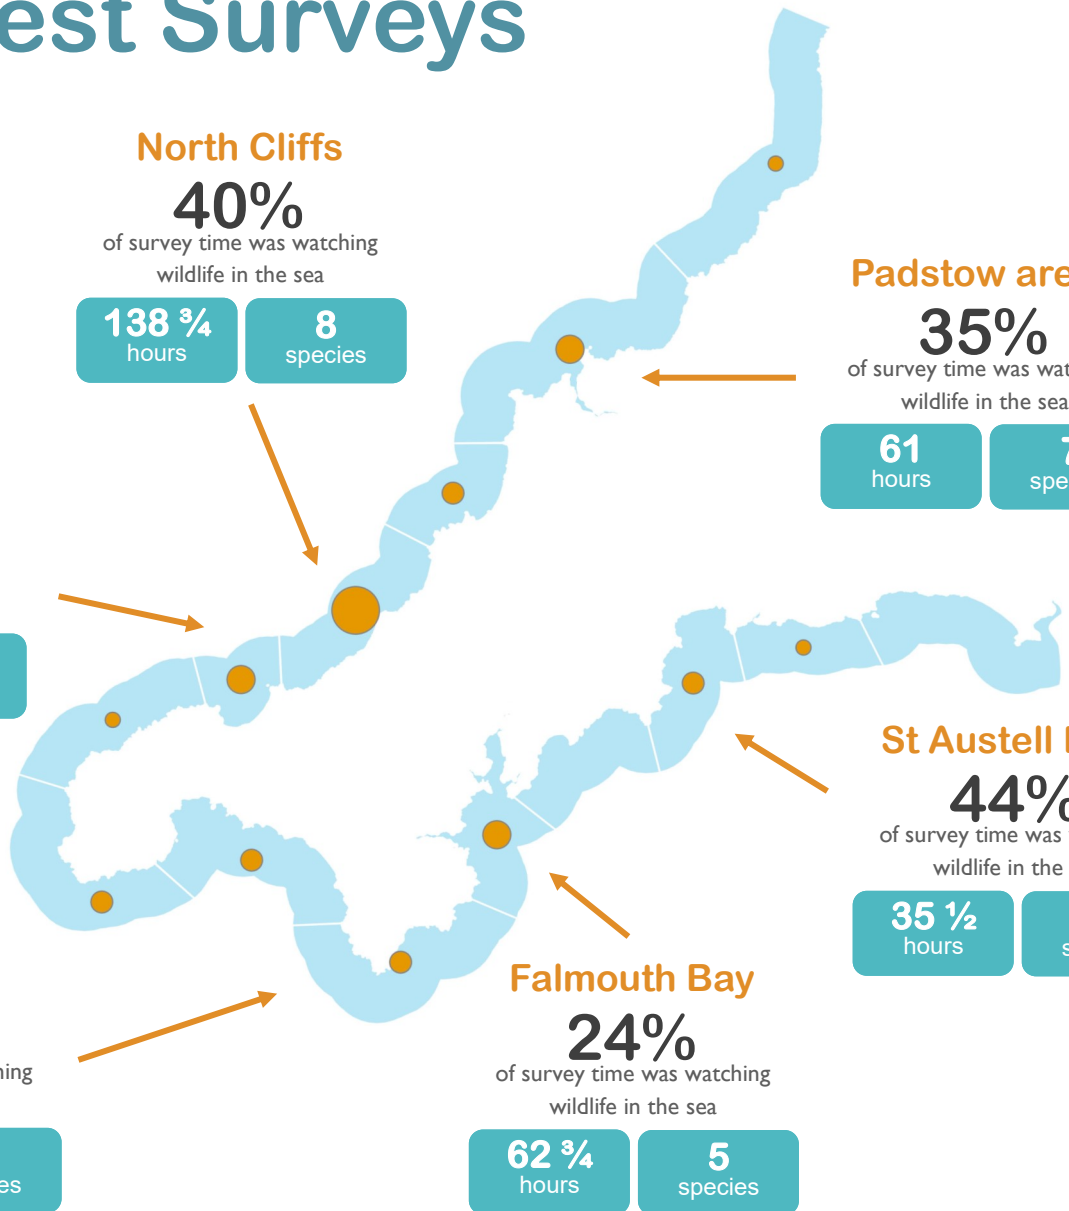 est Surveys
North Cliffs
40%
of survey time was watching
wildlife in the sea
138 ¾
hours
8
species
Padstow are
35%
of survey time was wat
wildlife in the sea
61
hours
spe
St Austell
44%
of survey time was
wildlife in the
35 ½
hours
s
Falmouth Bay
24%
of survey time was watching
wildlife in the sea
62 ¾
hours
5
species
ning
es